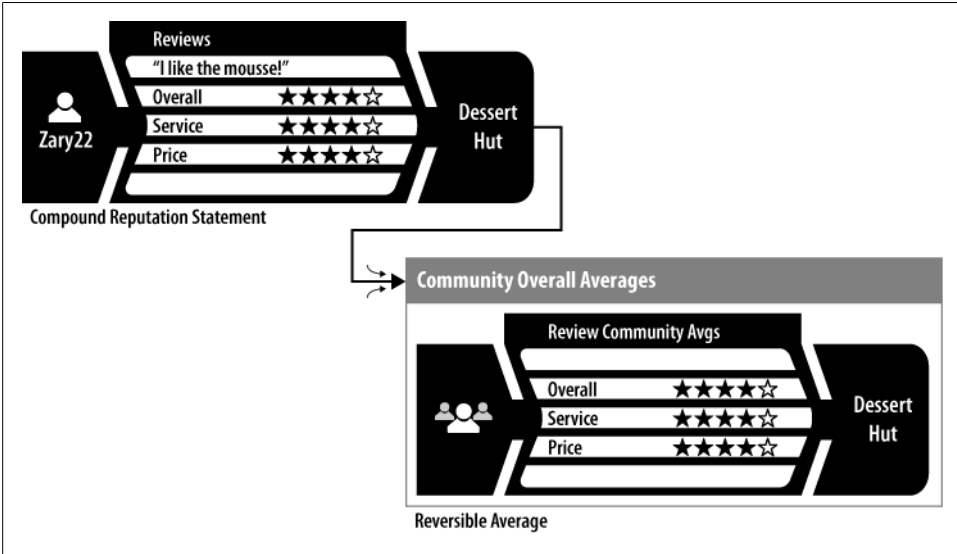 Reviews
“I like the mousse!”
Overall ★★★★☆
Service ★★★★☆
Price ★★★★☆
Zary22
Dessert
Hut
Compound Reputation Statement
Community Overall Averages
Review Community Avgs
Overall ★★★★☆
Service ★★★★☆
Price ★★★★☆
Dessert
Hut
Reversible Average